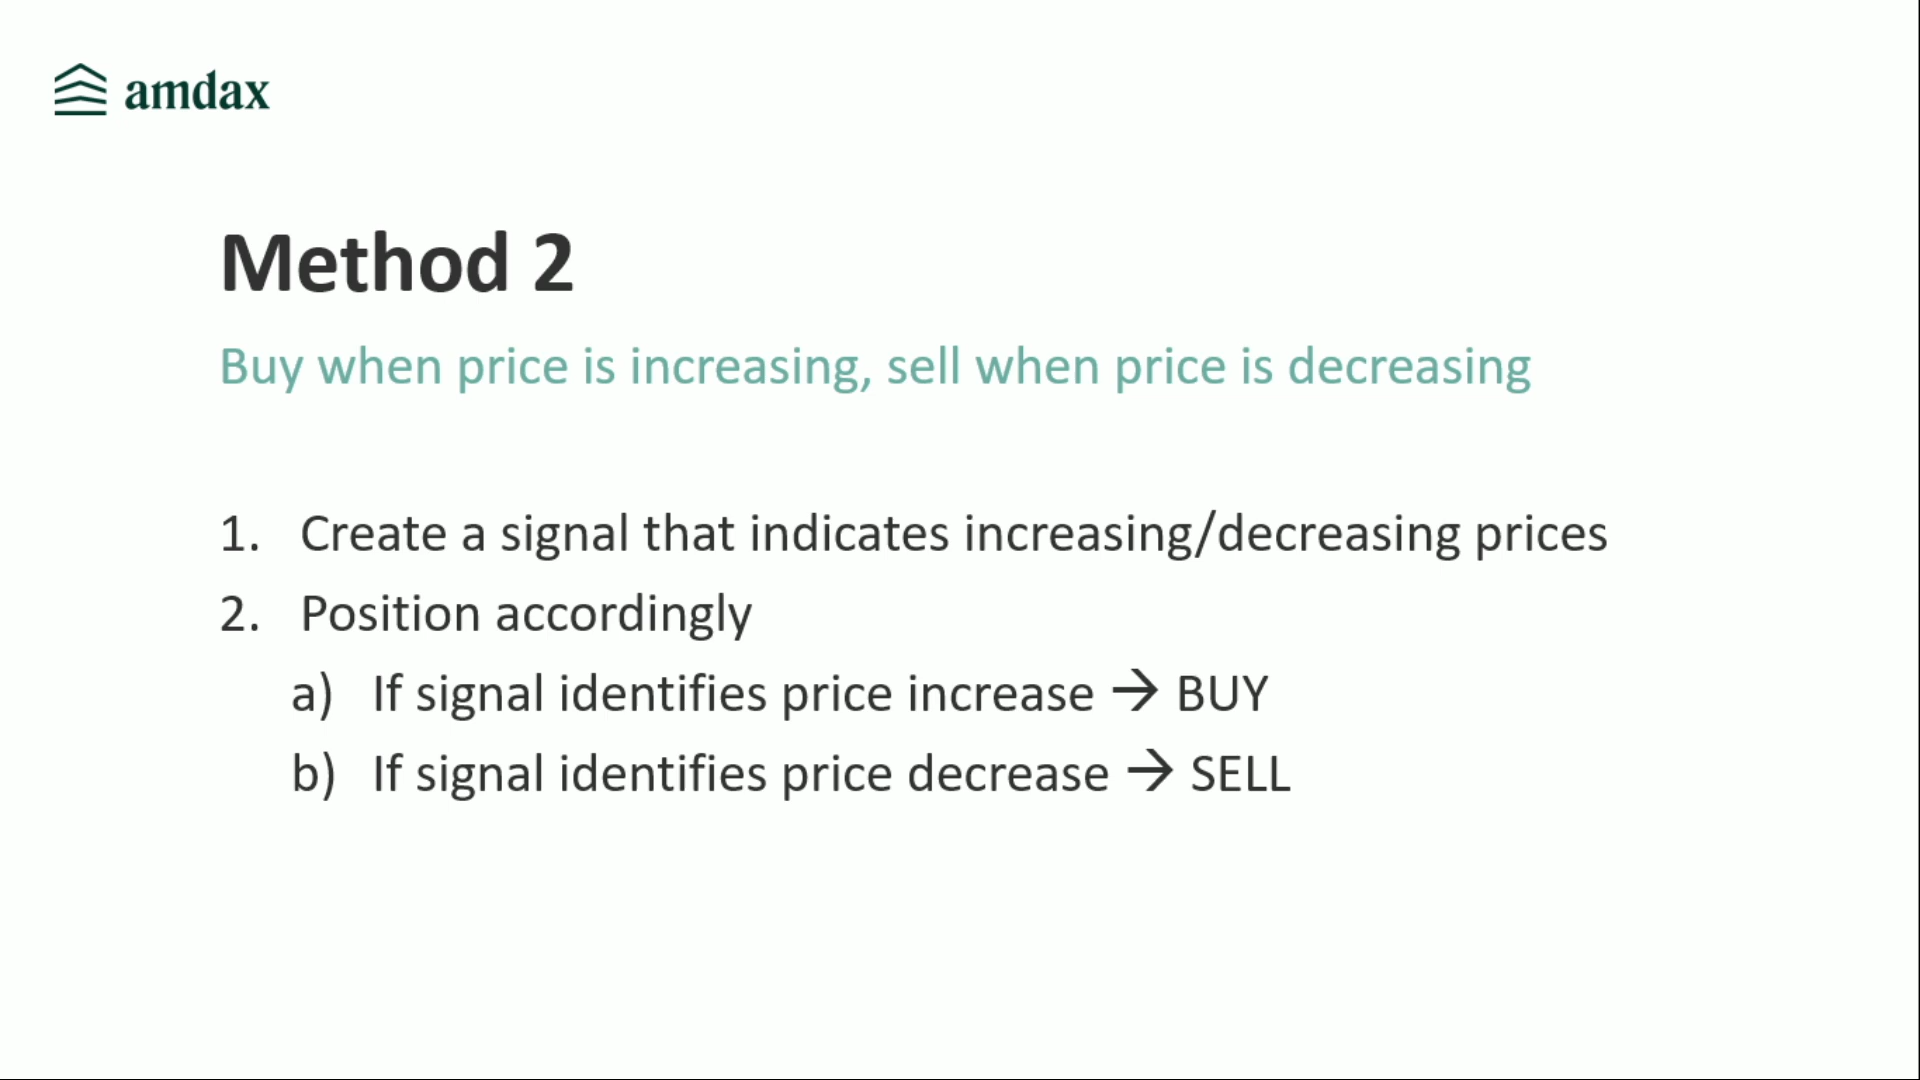 amdax
Method 2
Buy when price is increasing, sell when price is decreasing
1. Create a signal that indicates increasing/decreasing prices
2. Position accordingly
a) If signal identifies price increase → BUY
b) If signal identifies price decrease → SELL